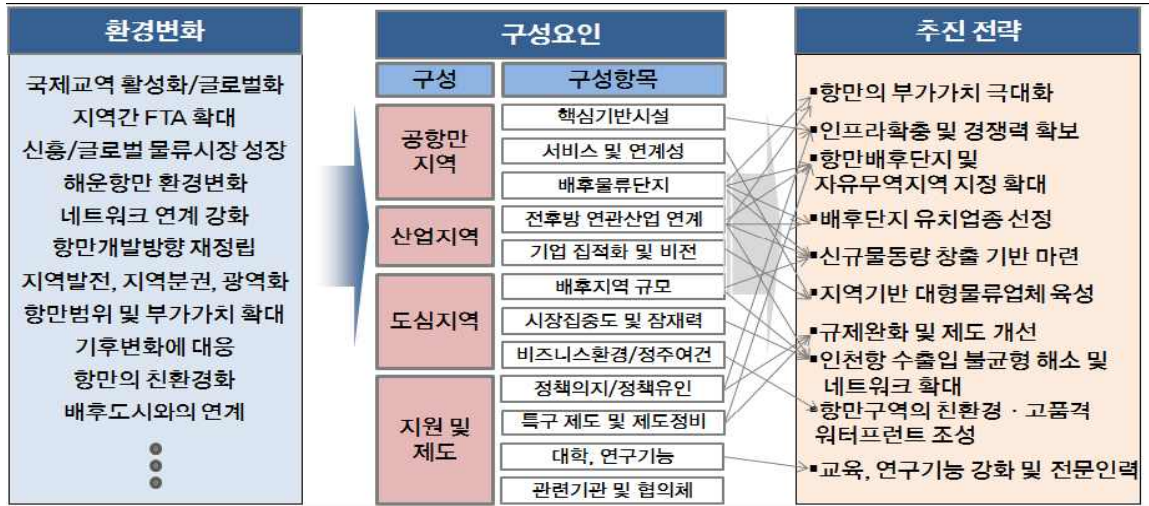 환경변화
국제교역 활성화/글로벌화
지역간 FTA 확대
신흥/글로벌 물류시장 성장
해운항만 환경변화
네트워크 연계 강화
항만개발방향 재정립
지역발전, 지역분권, 광역화
항만범위 및 부가가치 확대
기후변화에 대응
항만의 친환경화
배후도시와의 연계
구성요인
구성
구성항목
공항만
지역
핵심기반시설
서비스 및 연계성
배후물류단지
산업지역
전후방 연관산업 연계
기업 집적화 및 비전
도심지역
배후지역 규모
시장집중도 및 잠재력
비즈니스환경/정주여건
지원 및
제도
정책의지/정책유인
특구 제도 및 제도정비
대학, 연구기능
관련기관 및 협의체
추진 전략
▪항만의 부가가치 극대화
▪인프라확충 및 경쟁력 확보
▪항만배후단지 및
자유무역지역 지정 확대
▪배후단지 유치업종 선정
▪신규물동량 창출 기반 마련
▪지역기반 대형물류업체 육성
▪규제완화 및 제도 개선
▪인천항 수출입 불균형 해소 및
네트워크 확대
▪항만구역의 친환경 · 고품격
워터프런트 조성
▪교육, 연구기능 강화 및 전문인력